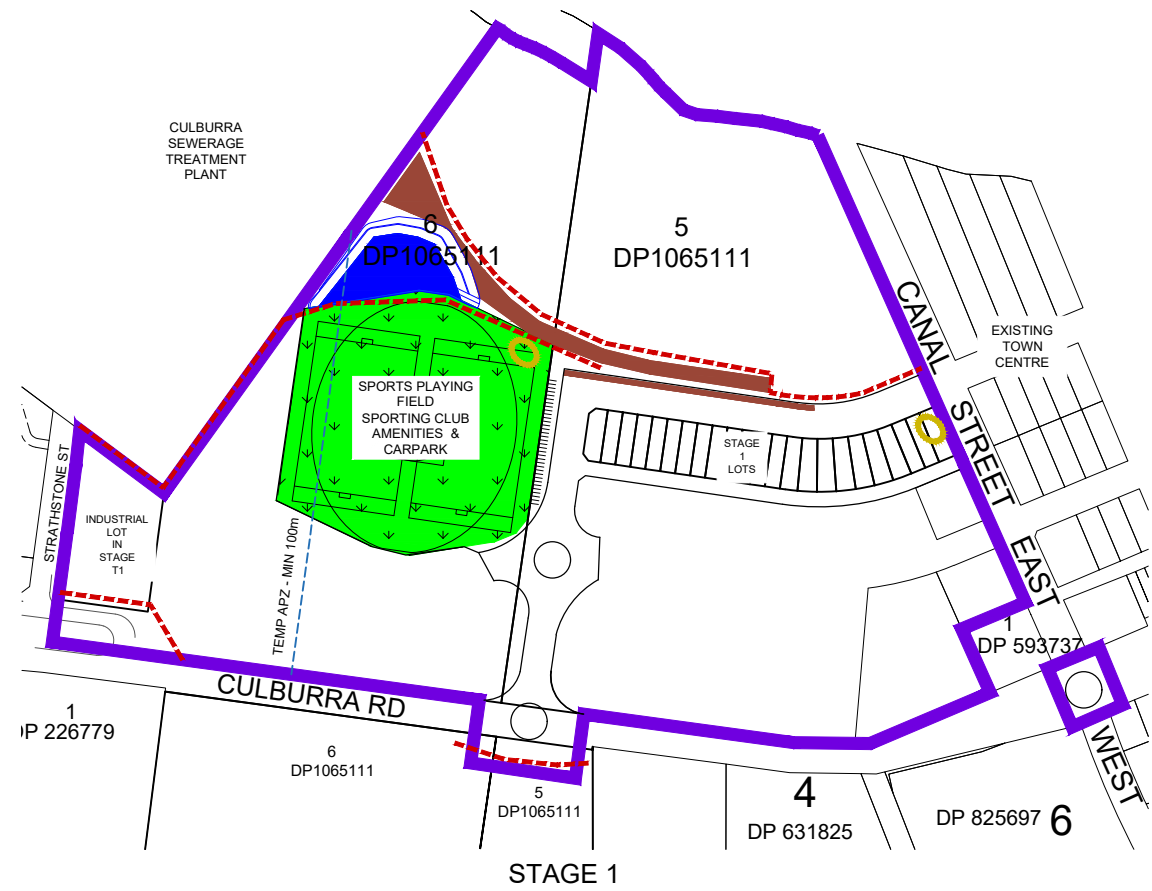 CULBURRA
SEWERAGE
TREATMENT
PLANT
6
DP1065111
5
DP1065111
CANAL
STREET
EAST
EXISTING
TOWN
CENTRE
SPORTS PLAYING
FIELD
SPORTING CLUB
AMENITIES &
CARPARK
STAGE
1
LOTS
STRATHSTONE ST
INDUSTRIAL
LOT
IN
STAGE
T1
TEMP APZ - MIN 100m
1
DP 593737
CULBURRA RD
WEST
1
DP 226779
6
DP1065111
5
DP1065111
4
DP 631825
DP 825697 6
STAGE 1